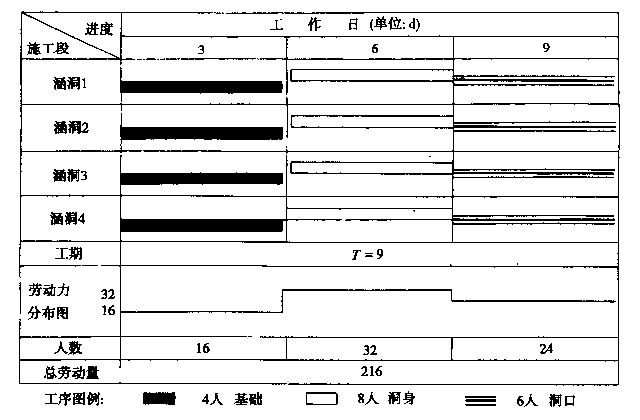 进度 工 作 日 (单位: d)
施工段 3 6 9
涵洞1
涵洞2
涵洞3
涵洞4
工期 T=9
劳动力 32
分布图 16
人数 16 32 24
总劳动量 216
工序图例: 4人 基础 8人 洞身 6人 洞口